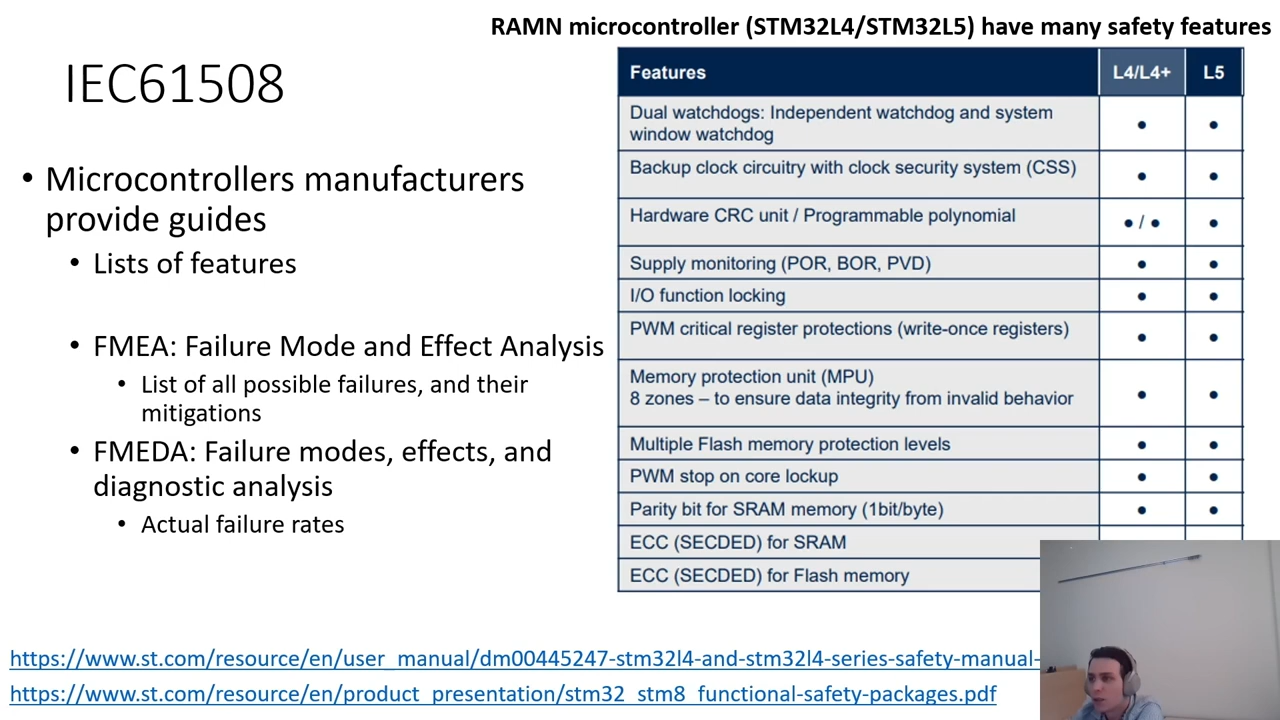 RAMN microcontroller (STM32L4/STM32L5) have many safety features
IEC61508
• Microcontrollers manufacturers
provide guides
• Lists of features
• FMEA: Failure Mode and Effect Analysis
• List of all possible failures, and their
mitigations
• FMEDA: Failure modes, effects, and
diagnostic analysis
• Actual failure rates
Features L4/L4+ L5
Dual watchdogs: Independent watchdog and system
window watchdog • •
Backup clock circuitry with clock security system (CSS) • •
Hardware CRC unit / Programmable polynomial • / • •
Supply monitoring (POR, BOR, PVD) • •
I/O function locking • •
PWM critical register protections (write-once registers) • •
Memory protection unit (MPU)
8 zones – to ensure data integrity from invalid behavior • •
Multiple Flash memory protection levels • •
PWM stop on core lockup • •
Parity bit for SRAM memory (1bit/byte) • •
ECC (SECDED) for SRAM
ECC (SECDED) for Flash memory
https://www.st.com/resource/en/user_manual/dm00445247-stm32l4-and-stm32l4-series-safety-manual-
https://www.st.com/resource/en/product_presentation/stm32_stm8_functional-safety-packages.pdf